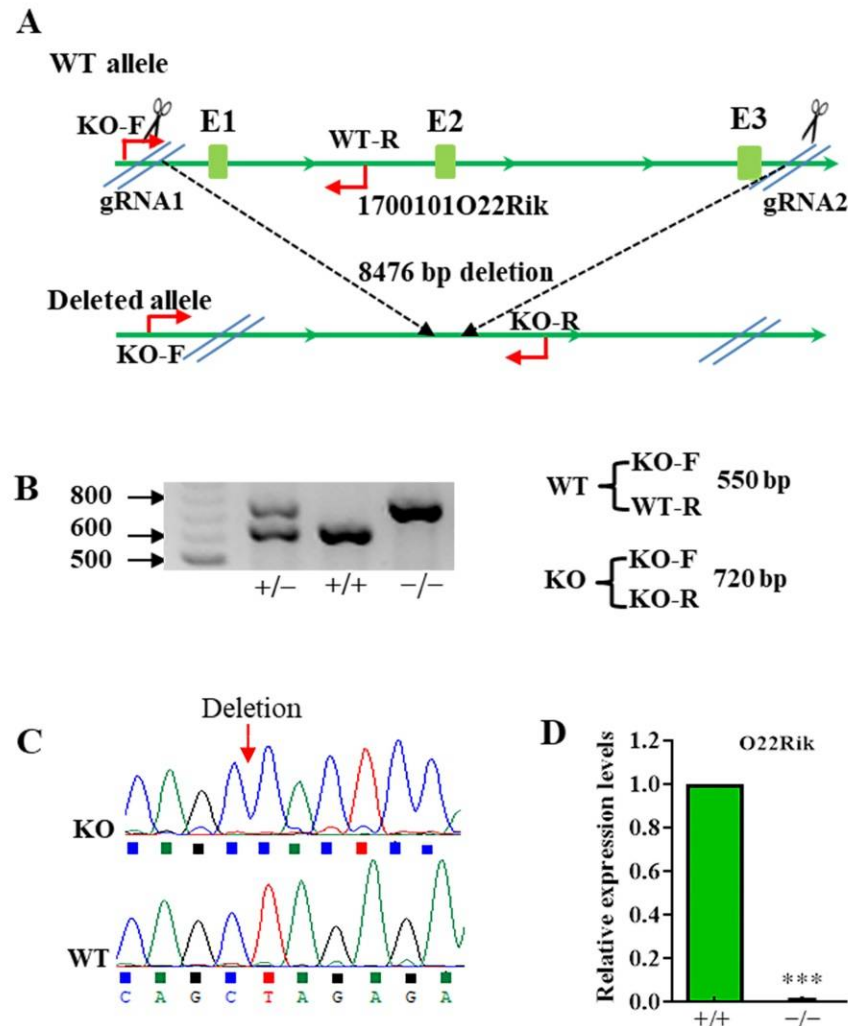 A
WT allele
KO-F
E1
WT-R
E2
E3
gRNA1
1700101O22Rik
gRNA2
8476 bp deletion
Deleted allele
KO-R
KO-F
B
800
600
500
+/− +/+ −/−
WT
KO-F
WT-R
550 bp
KO
KO-F
KO-R
720 bp
C
Deletion
KO
WT
C A G C T A G A G A
D
O22Rik
Relative expression levels
1.2
1.0
0.8
0.6
0.4
0.2
0.0
***
+/+ −/−